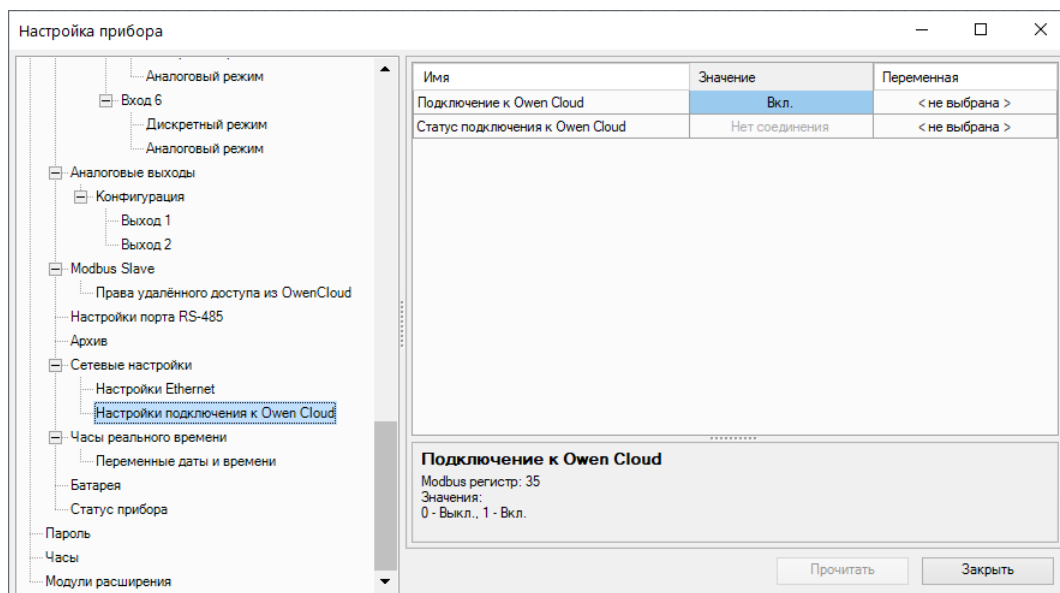 Настройка прибора
Аналоговый режим
Вход 6
Дискретный режим
Аналоговый режим
Аналоговые выходы
Конфигурация
Выход 1
Выход 2
Modbus Slave
Права удалённого доступа из OwenCloud
Настройки порта RS-485
Архив
Сетевые настройки
Настройки Ethernet
Настройки подключения к Owen Cloud
Часы реального времени
Переменные даты и времени
Батарея
Статус прибора
Пароль
Часы
Модули расширения
Имя Значение Переменная
Подключение к Owen Cloud Вкл. < не выбрана >
Статус подключения к Owen Cloud Нет соединения < не выбрана >
Подключение к Owen Cloud
Modbus регистр: 35
Значения:
0 - Выкл., 1 - Вкл.
Прочитать Закрыть